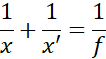 1/x + 1/x′ = 1/f